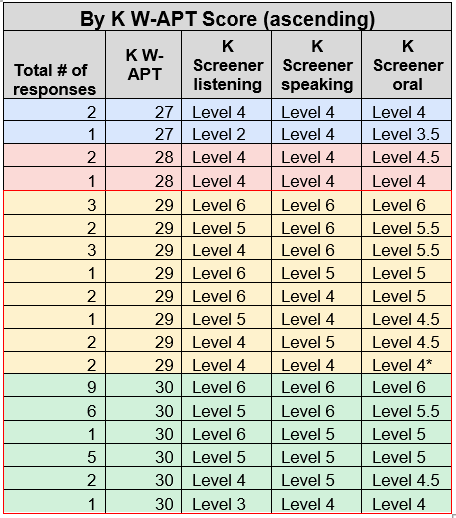 By K W-APT Score (ascending)
Total # of responses K W-APT K Screener listening K Screener speaking K Screener oral
2 27 Level 4 Level 4 Level 4
1 27 Level 2 Level 4 Level 3.5
2 28 Level 4 Level 4 Level 4.5
1 28 Level 4 Level 4 Level 4
3 29 Level 6 Level 6 Level 6
2 29 Level 5 Level 6 Level 5.5
3 29 Level 4 Level 6 Level 5.5
1 29 Level 6 Level 5 Level 5
2 29 Level 6 Level 4 Level 5
1 29 Level 5 Level 4 Level 4.5
2 29 Level 4 Level 5 Level 4.5
2 29 Level 4 Level 4 Level 4*
9 30 Level 6 Level 6 Level 6
6 30 Level 5 Level 6 Level 5.5
1 30 Level 6 Level 5 Level 5
5 30 Level 5 Level 5 Level 5
2 30 Level 4 Level 5 Level 4.5
1 30 Level 3 Level 4 Level 4